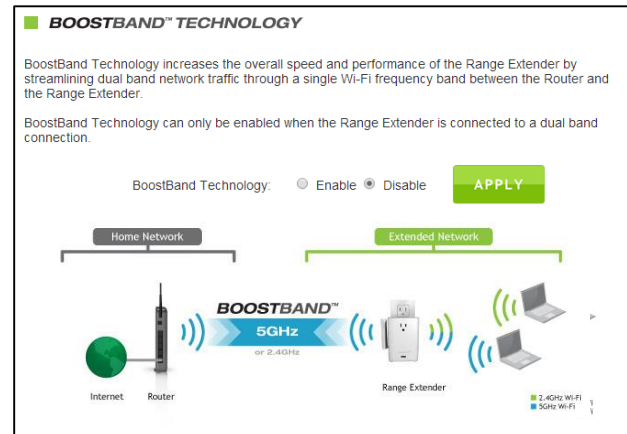 BOOSTBAND™ TECHNOLOGY
BoostBand Technology increases the overall speed and performance of the Range Extender by
streamlining dual band network traffic through a single Wi-Fi frequency band between the Router and
the Range Extender.
BoostBand Technology can only be enabled when the Range Extender is connected to a dual band
connection.
BoostBand Technology: Enable Disable APPLY
Home Network Extended Network
BOOSTBAND™
5GHz
or 2.4GHz
Internet Router Range Extender
2.4GHz Wi-Fi
5GHz Wi-Fi